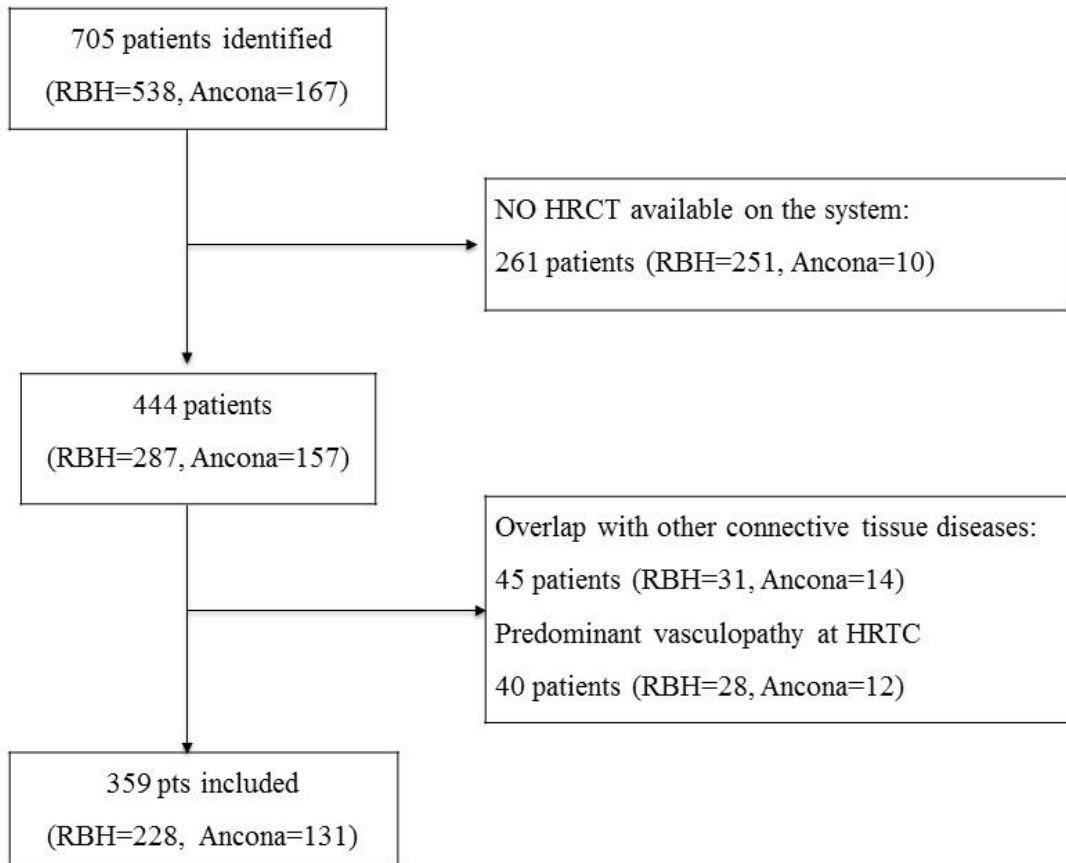 705 patients identified
(RBH=538, Ancona=167)
NO HRCT available on the system:
261 patients (RBH=251, Ancona=10)
444 patients
(RBH=287, Ancona=157)
Overlap with other connective tissue diseases:
45 patients (RBH=31, Ancona=14)
Predominant vasculopathy at HRTC
40 patients (RBH=28, Ancona=12)
359 pts included
(RBH=228, Ancona=131)